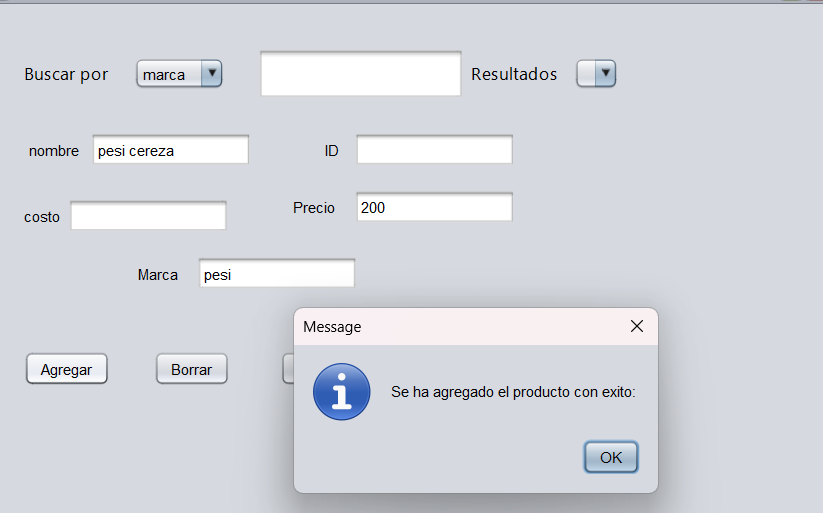 Buscar por marca Resultados
nombre pesi cereza ID
costo Precio 200
Marca pesi
Message
Agregar Borrar
Se ha agregado el producto con exito:
OK